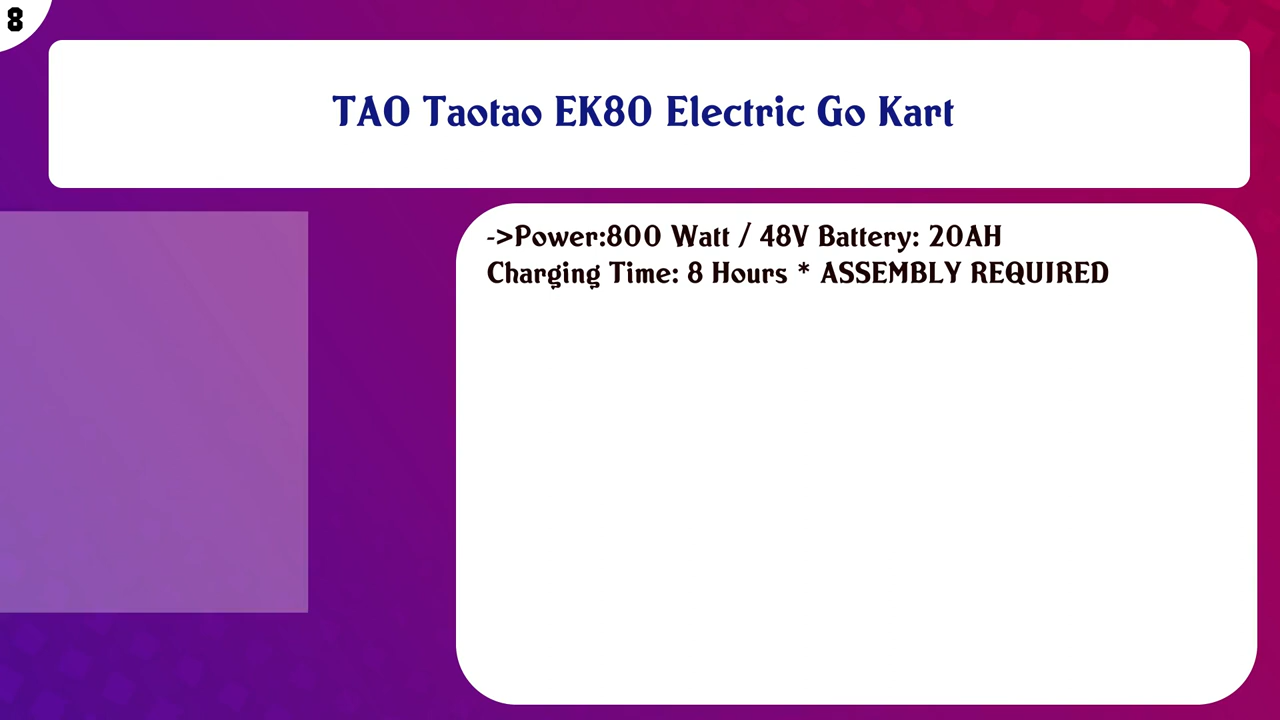 8
TAO Taotao EK80 Electric Go Kart
->Power:800 Watt / 48V Battery: 20AH
Charging Time: 8 Hours * ASSEMBLY REQUIRED